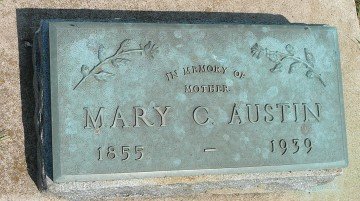 IN MEMORY OF
MOTHER
MARY C. AUSTIN
1855 – 1939